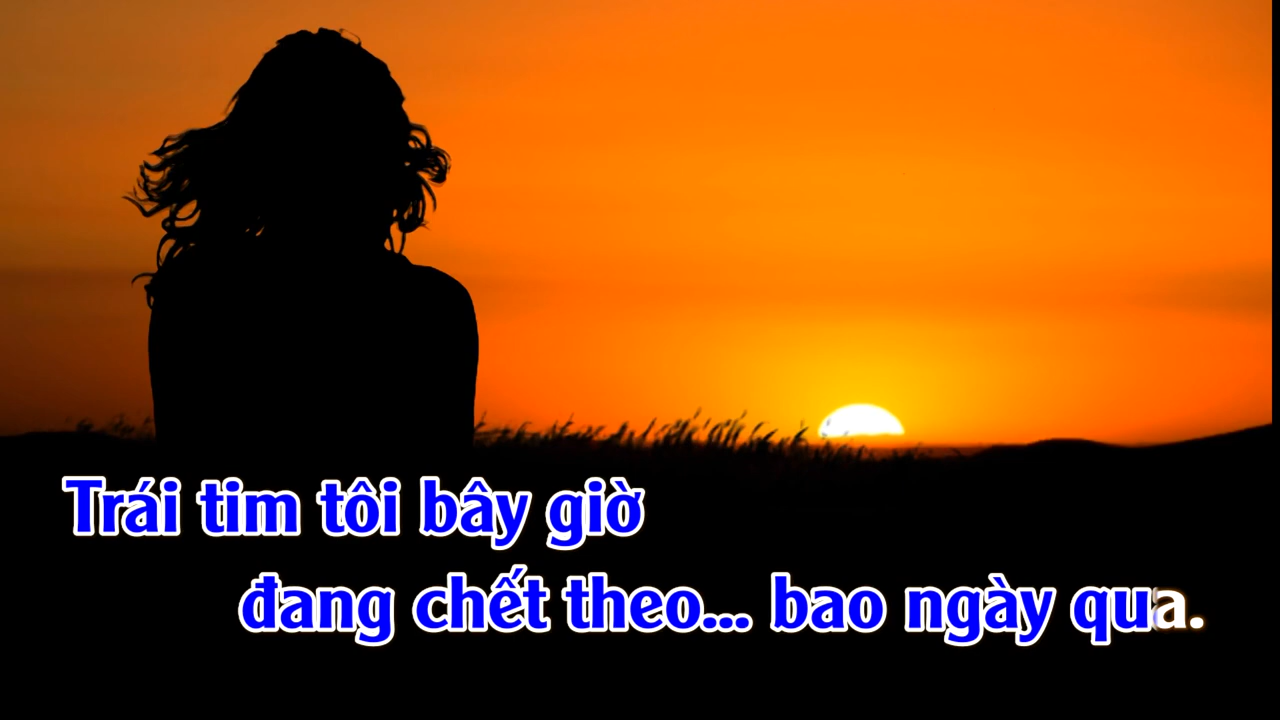 Trái tim tôi bây giờ
đang chết theo... bao ngày qua.